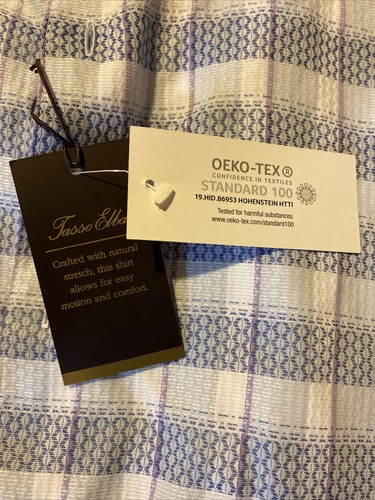 OEKO-TEX®
CONFIDENCE IN TEXTILES
STANDARD 100
19.HID.86953 HOHENSTEIN HTTI
Tested for harmful substances.
www.oeko-tex.com/standard100
Tasso Elba
Crafted with natural
stretch, this shirt
allows for easy
motion and comfort.